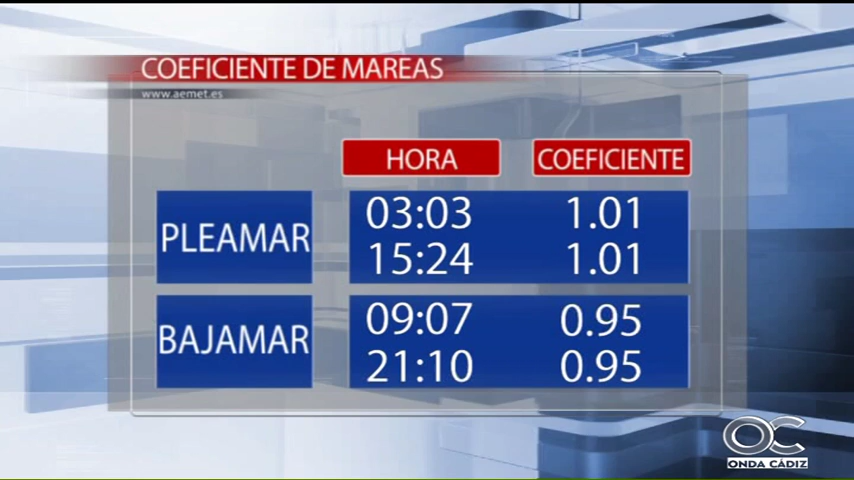 COEFICIENTE DE MAREAS
www.aemet.es
HORA COEFICIENTE
PLEAMAR
03:03 1.01
15:24 1.01
BAJAMAR
09:07 0.95
21:10 0.95
OC
ONDA CÁDIZ